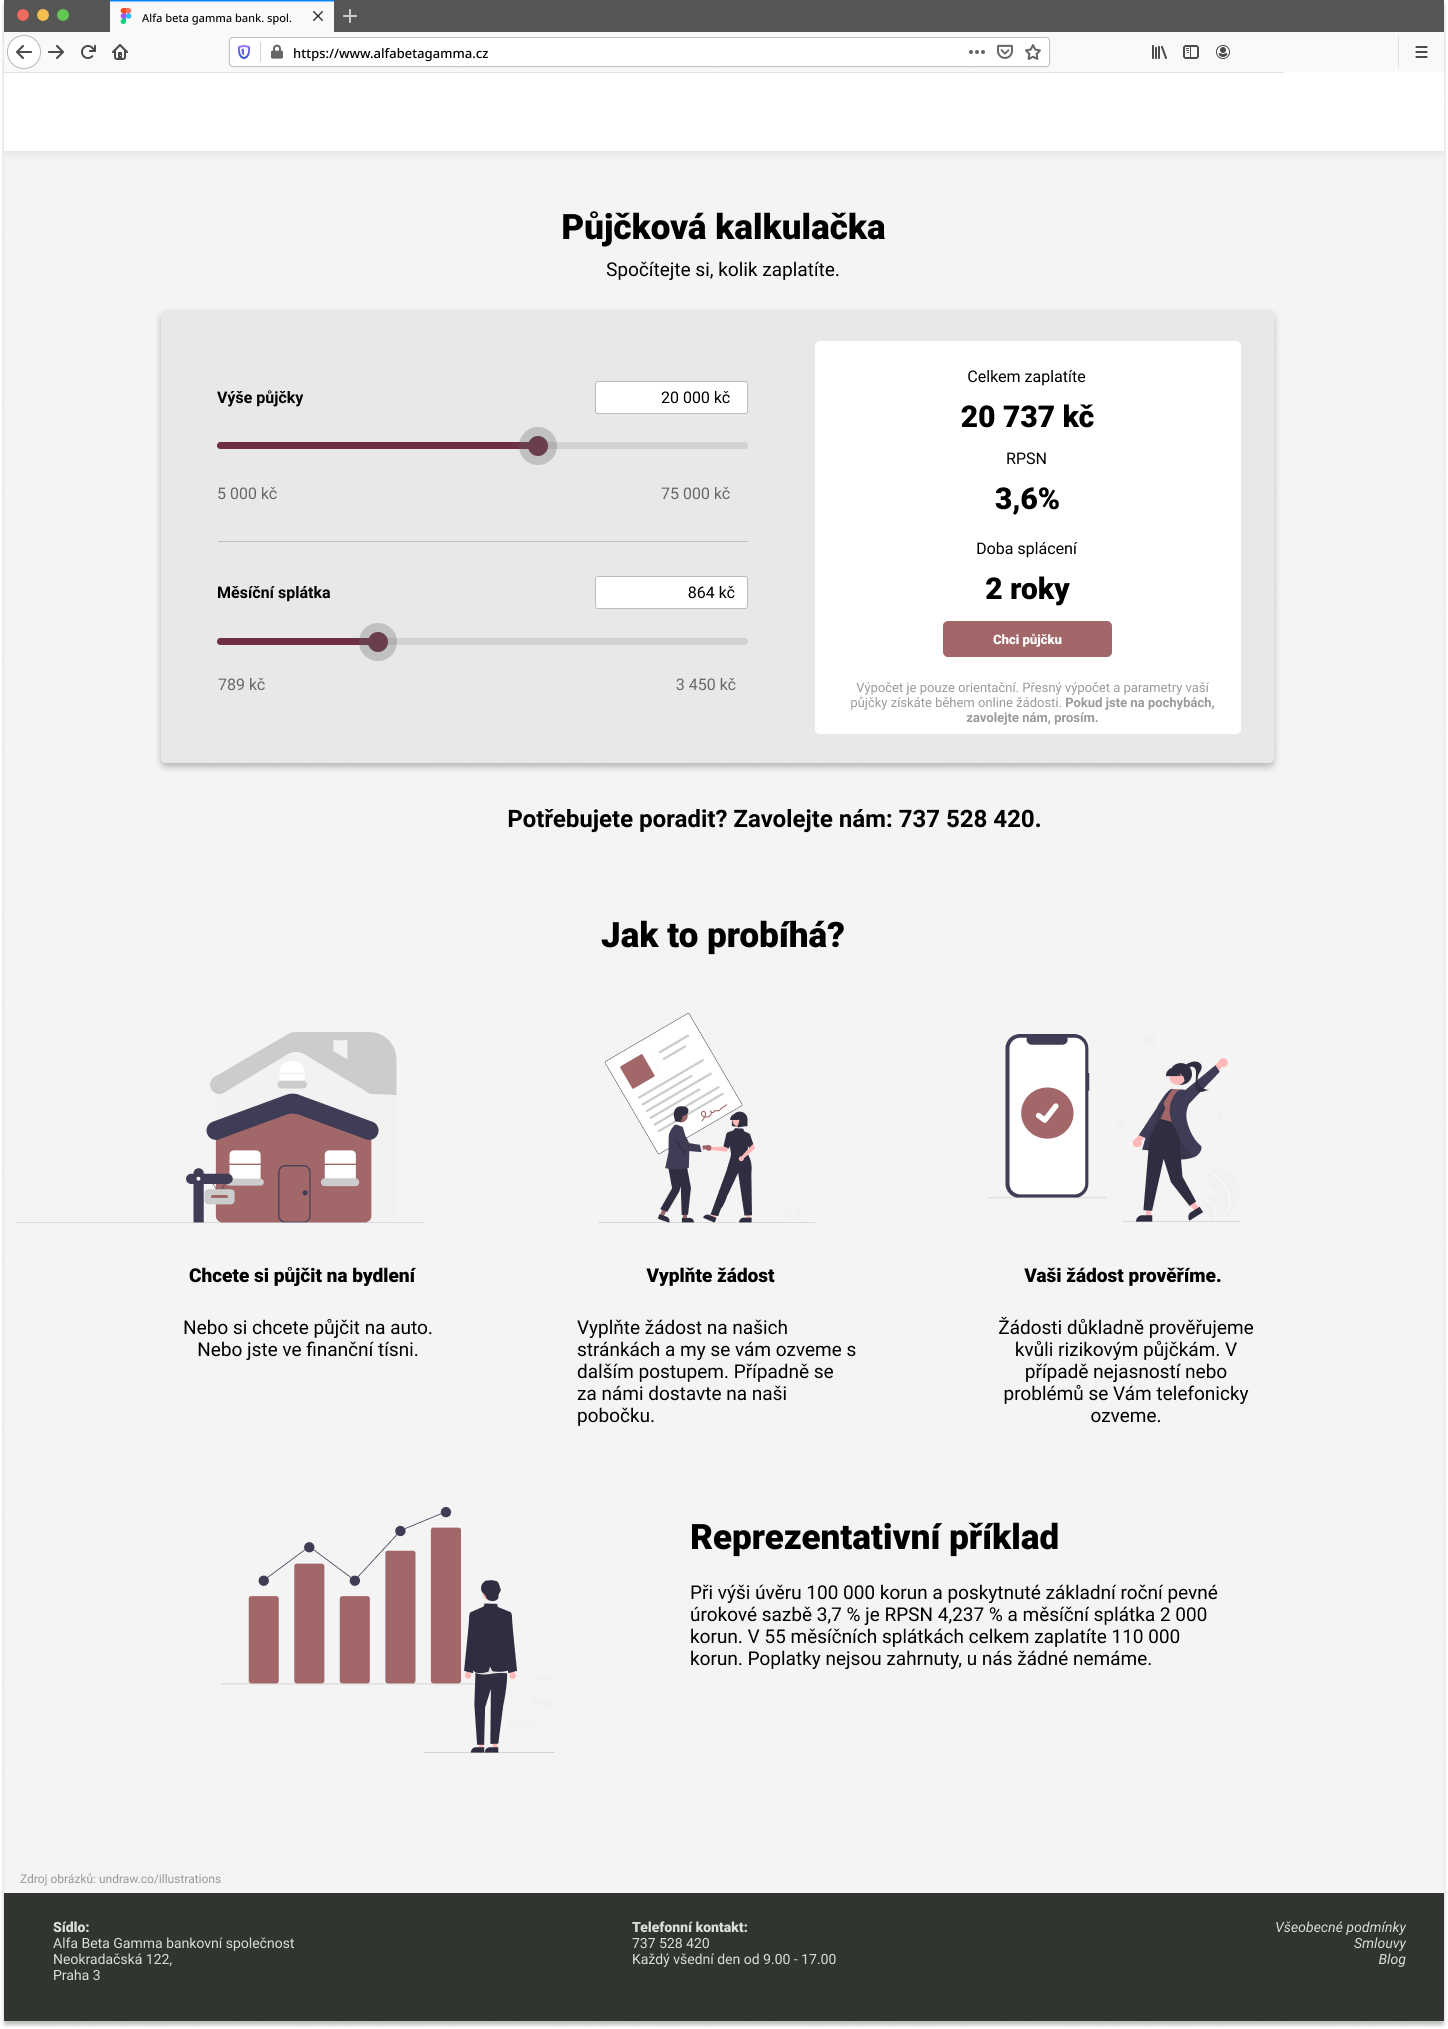 Alfa beta gamma bank. spol.
https://www.alfabetagamma.cz
Půjčková kalkulačka
Spočítejte si, kolik zaplatíte.
Výše půjčky
20 000 kč
5 000 kč
75 000 kč
Měsíční splátka
864 kč
789 kč
3 450 kč
Celkem zaplatíte
20 737 kč
RPSN
3,6%
Doba splácení
2 roky
Chci půjčku
Výpočet je pouze orientační. Přesný výpočet a parametry vaší
půjčky získáte během online žádosti. Pokud jste na pochybách,
zavolejte nám, prosím.
Potřebujete poradit? Zavolejte nám: 737 528 420.
Jak to probíhá?
Chcete si půjčit na bydlení
Nebo si chcete půjčit na auto.
Nebo jste ve finanční tísni.
Vyplňte žádost
Vyplňte žádost na našich
stránkách a my se vám ozveme s
dalším postupem. Případně se
za námi dostavte na naši
pobočku.
Vaši žádost prověříme.
Žádosti důkladně prověřujeme
kvůli rizikovým půjčkám. V
případě nejasností nebo
problémů se Vám telefonicky
ozveme.
Reprezentativní příklad
Při výši úvěru 100 000 korun a poskytnuté základní roční pevné
úrokové sazbě 3,7 % je RPSN 4,237 % a měsíční splátka 2 000
korun. V 55 měsíčních splátkách celkem zaplatíte 110 000
korun. Poplatky nejsou zahrnuty, u nás žádné nemáme.
Zdroj obrázků: undraw.co/illustrations
Sídlo:
Alfa Beta Gamma bankovní společnost
Neokradačská 122,
Praha 3
Telefonní kontakt:
737 528 420
Každý všední den od 9.00 - 17.00
Všeobecné podmínky
Smlouvy
Blog